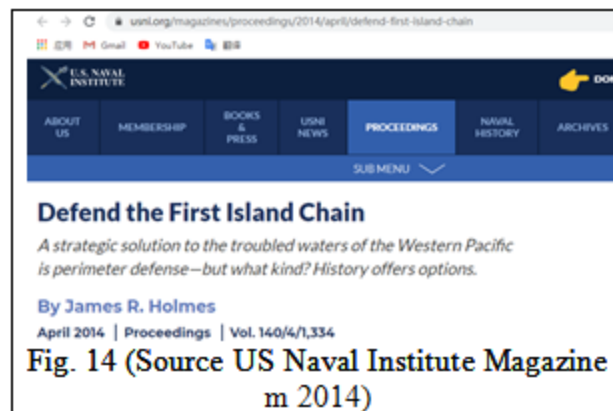 usni.org/magazines/proceedings/2014/april/defend-first-island-chain
应用 Gmail YouTube 翻译
U.S. NAVAL
INSTITUTE
DON
ABOUT US MEMBERSHIP BOOKS & PRESS USNI NEWS PROCEEDINGS NAVAL HISTORY ARCHIVES
SUB MENU
Defend the First Island Chain
A strategic solution to the troubled waters of the Western Pacific
is perimeter defense—but what kind? History offers options.
By James R. Holmes
April 2014 | Proceedings | Vol. 140/4/1,334
Fig. 14 (Source US Naval Institute Magazine
m 2014)